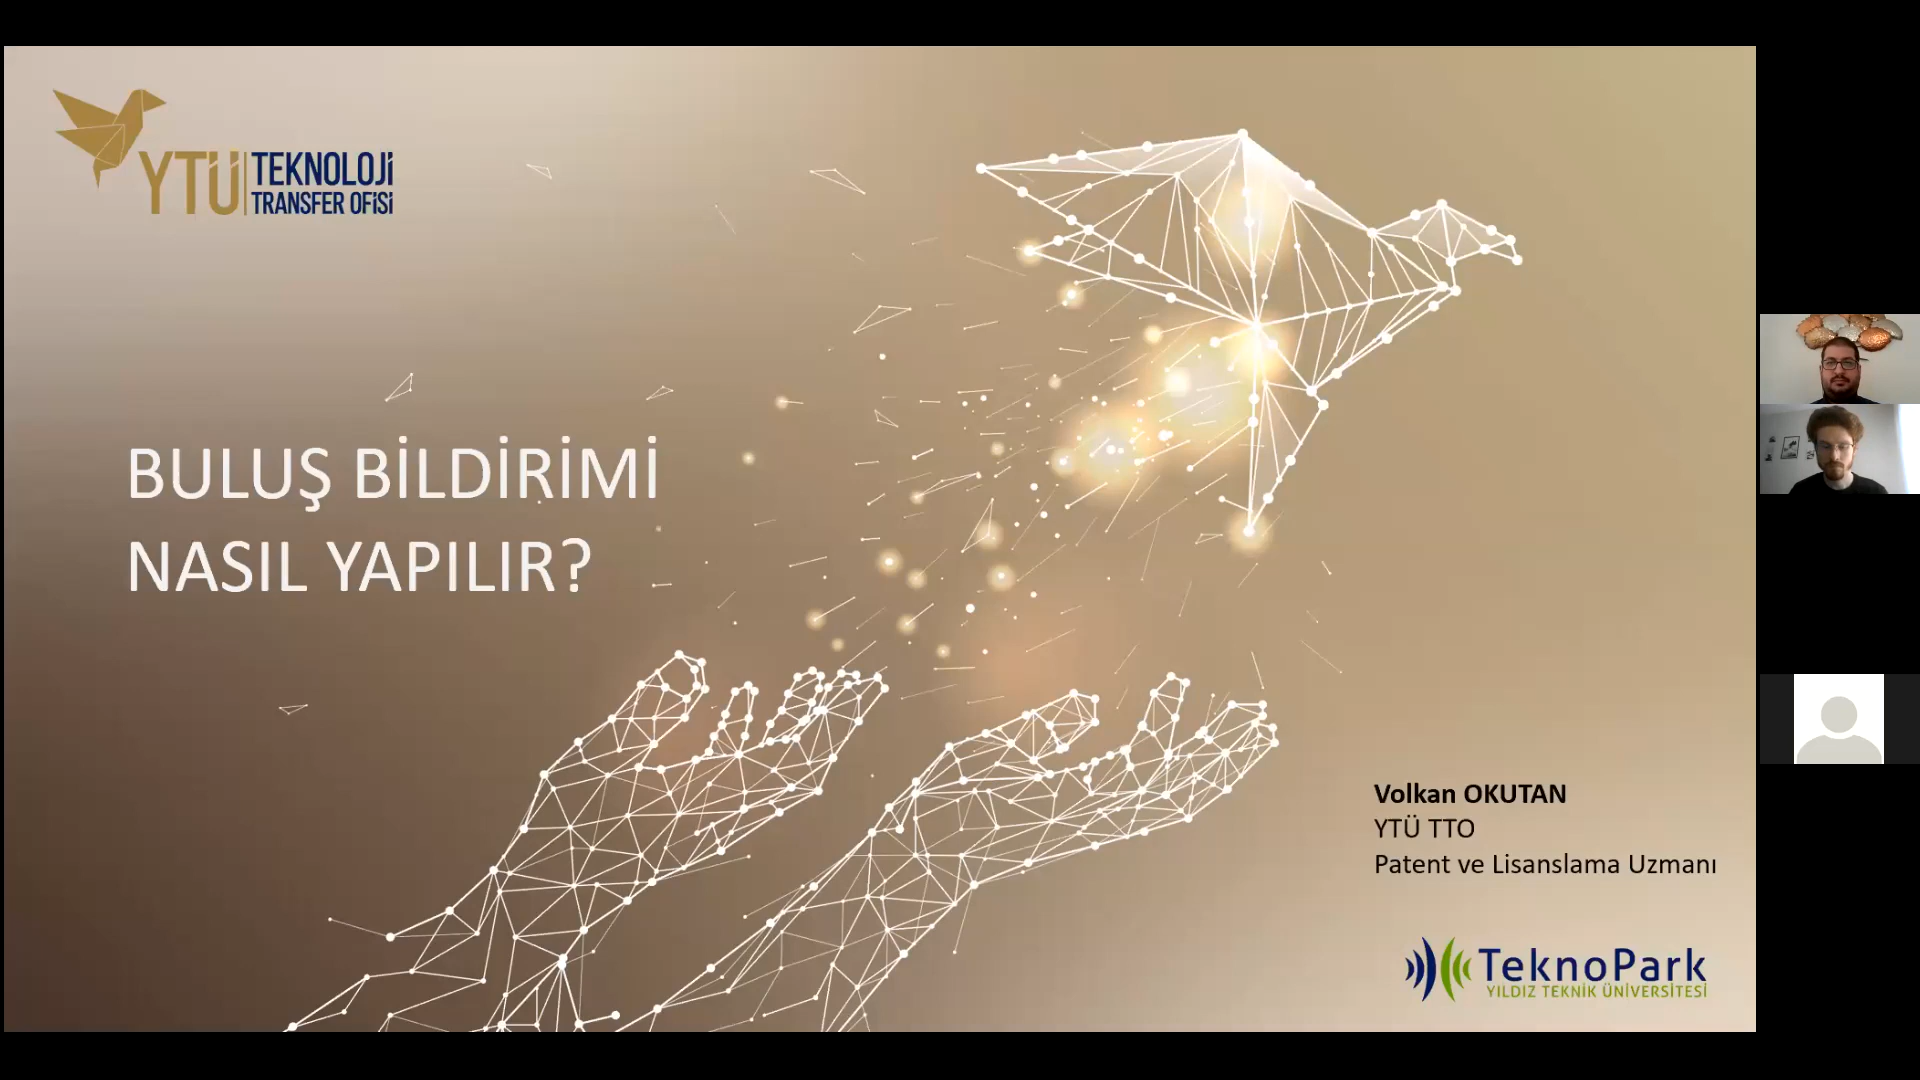 YTÜ TEKNOLOJİ
TRANSFER OFİSİ
BULUŞ BİLDİRİMİ
NASIL YAPILIR?
Volkan OKUTAN
YTÜ TTO
Patent ve Lisanslama Uzmanı
TeknoPark
YILDIZ TEKNİK ÜNİVERSİTESİ